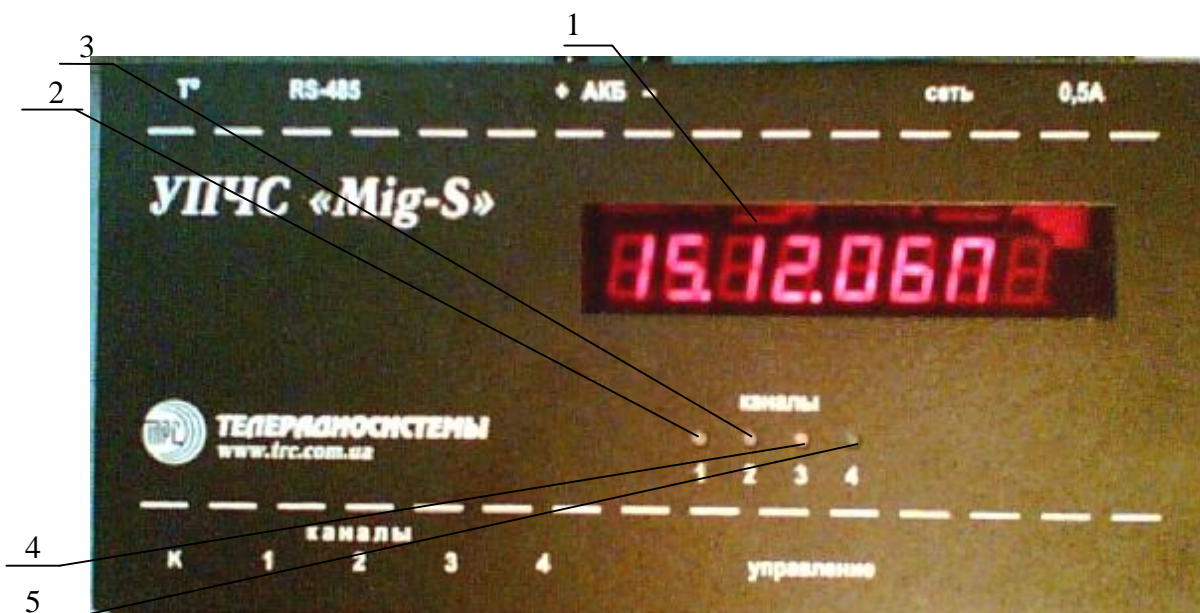 1
3
2
T° RS-485 + АКБ - сеть 0,5А
УПЧС «Mig-S»
15.12.06П
каналы
ТРС ТЕЛЕРАДИОСИСТЕМЫ
www.trc.com.ua
1 2 3 4
каналы
К 1 2 3 4 управление
4
5